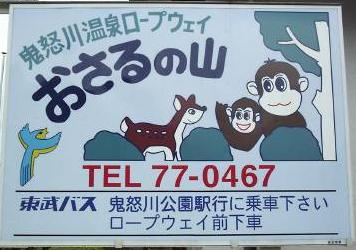 鬼怒川温泉ロープウェイ
おさるの山
TEL 77-0467
東武バス 鬼怒川公園駅行に乗車下さい
ロープウェイ前下車